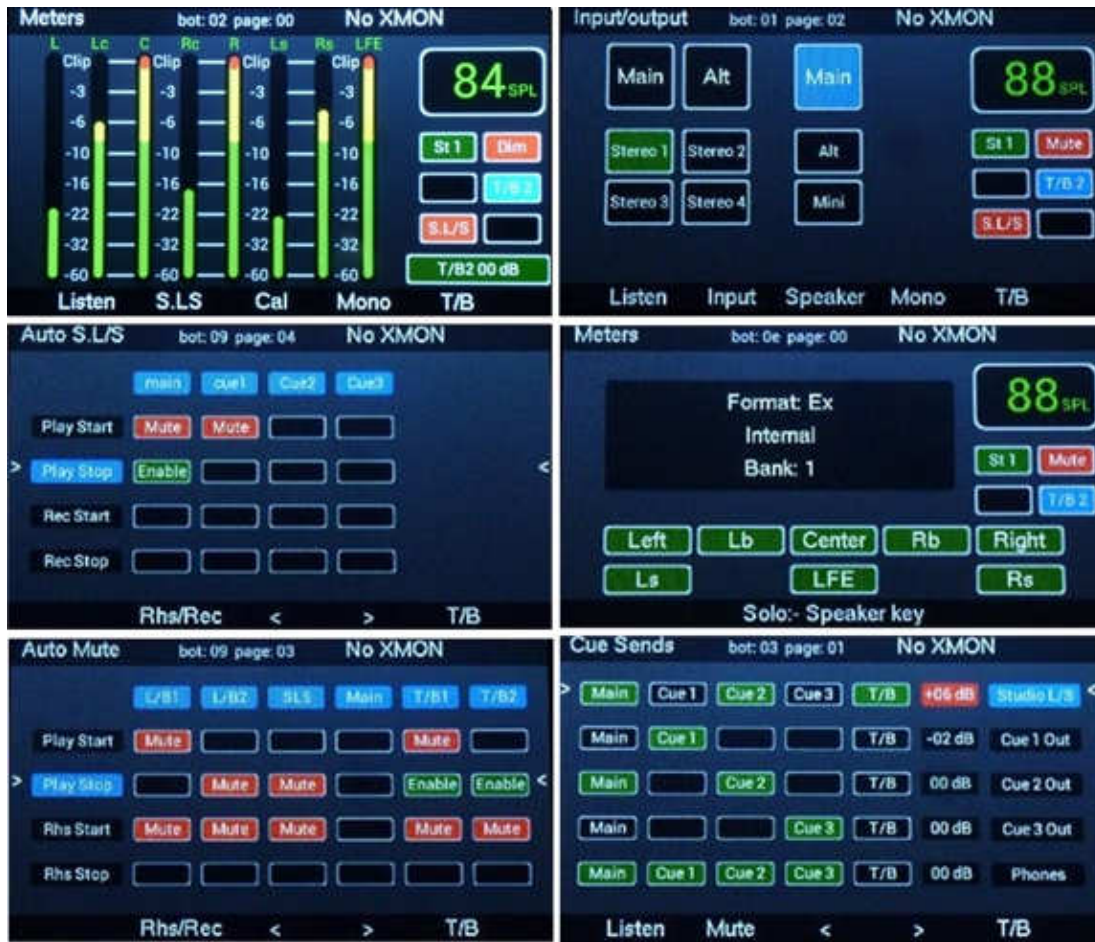 Meters bot: 02 page: 00 No XMON
L Lc C Rc R Ls Rs LFE
Clip Clip Clip Clip
-3 -3 -3 -3
-6 -6 -6 -6
-10 -10 -10 -10
-16 -16 -16 -16
-22 -22 -22 -22
-32 -32 -32 -32
-60 -60 -60 -60
84 SPL
St 1 Dim
T/B 2
S.L/S
T/B2 00 dB
Listen S.LS Cal Mono T/B
Input/output bot: 01 page: 02 No XMON
Main Alt Main
88 SPL
Stereo 1 Stereo 2 Alt
St 1 Mute
Stereo 3 Stereo 4 Mini
T/B 2
S.L/S
Listen Input Speaker Mono T/B
Auto S.L/S bot: 09 page: 04 No XMON
main cue1 Cue2 Cue3
Play Start Mute Mute
> Play Stop Enable <
Rec Start
Rec Stop
Rhs/Rec < > T/B
Meters bot: 0e page: 00 No XMON
Format: Ex
Internal
Bank: 1
88 SPL
St 1 Mute
T/B 2
Left Lb Center Rb Right
Ls LFE Rs
Solo:- Speaker key
Auto Mute bot: 09 page: 03 No XMON
L/B1 L/B2 SLS Main T/B1 T/B2
Play Start Mute Mute
> Play Stop Mute Mute Enable Enable <
Rhs Start Mute Mute Mute Mute Mute
Rhs Stop
Rhs/Rec < > T/B
Cue Sends bot: 03 page: 01 No XMON
> Main Cue 1 Cue 2 Cue 3 T/B +06 dB Studio L/S <
Main Cue 1 T/B -02 dB Cue 1 Out
Main Cue 2 T/B 00 dB Cue 2 Out
Main Cue 3 T/B 00 dB Cue 3 Out
Main Cue 1 Cue 2 Cue 3 T/B 00 dB Phones
Listen Mute < > T/B